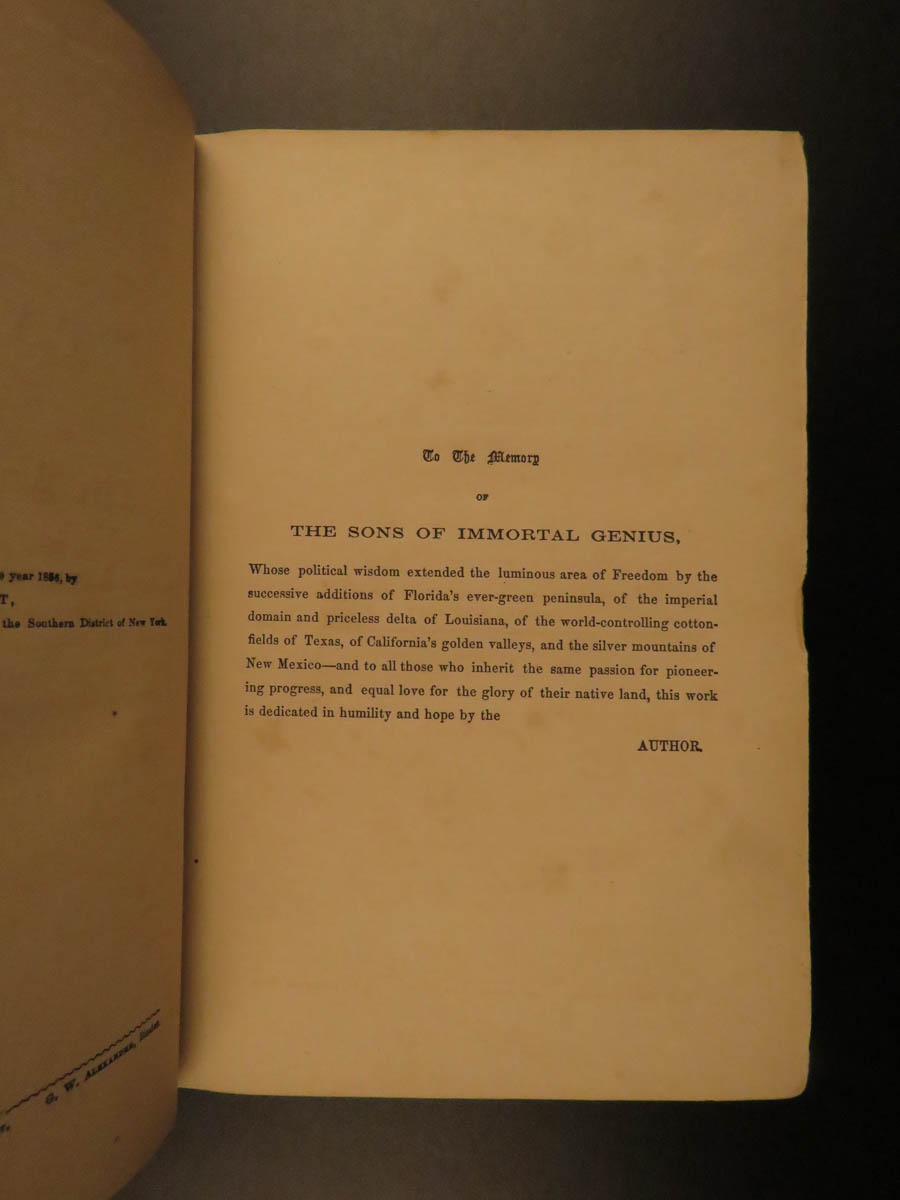 year 1856, by
T,
the Southern District of New York.
G. W. ALEXANDER, Binder.
To The Memory
OF
THE SONS OF IMMORTAL GENIUS,
Whose political wisdom extended the luminous area of Freedom by the
successive additions of Florida's ever-green peninsula, of the imperial
domain and priceless delta of Louisiana, of the world-controlling cotton-
fields of Texas, of California's golden valleys, and the silver mountains of
New Mexico—and to all those who inherit the same passion for pioneer-
ing progress, and equal love for the glory of their native land, this work
is dedicated in humility and hope by the
AUTHOR.